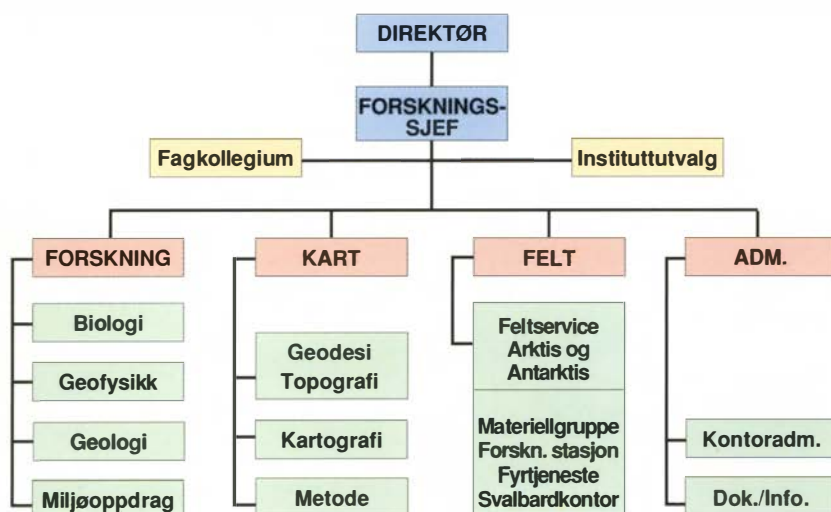 DIREKTØR
FORSKNINGS-
SJEF
Fagkollegium
Instituttutvalg
FORSKNING
KART
FELT
ADM.
Biologi
Geofysikk
Geologi
Miljøoppdrag
Geodesi
Topografi
Kartografi
Metode
Feltservice
Arktis og
Antarktis
Materiellgruppe
Forskn. stasjon
Fyrtjeneste
Svalbardkontor
Kontoradm.
Dok./Info.